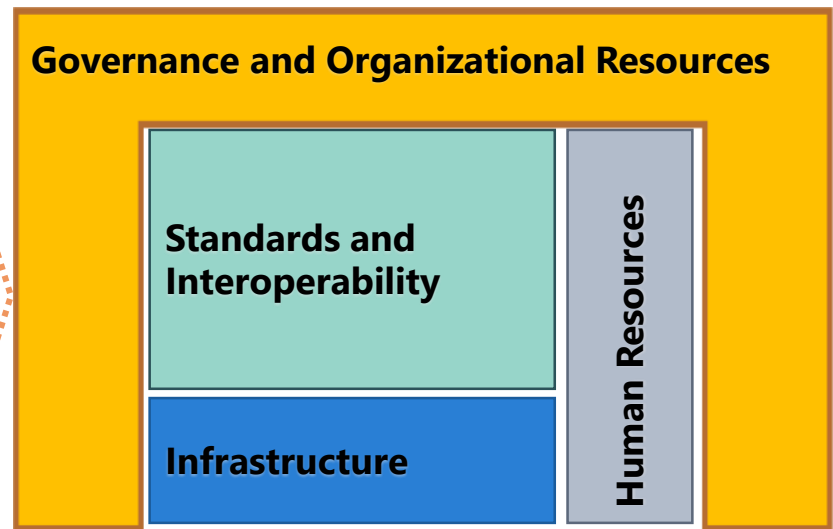 Governance and Organizational Resources
Standards and
Interoperability
Human Resources
Infrastructure